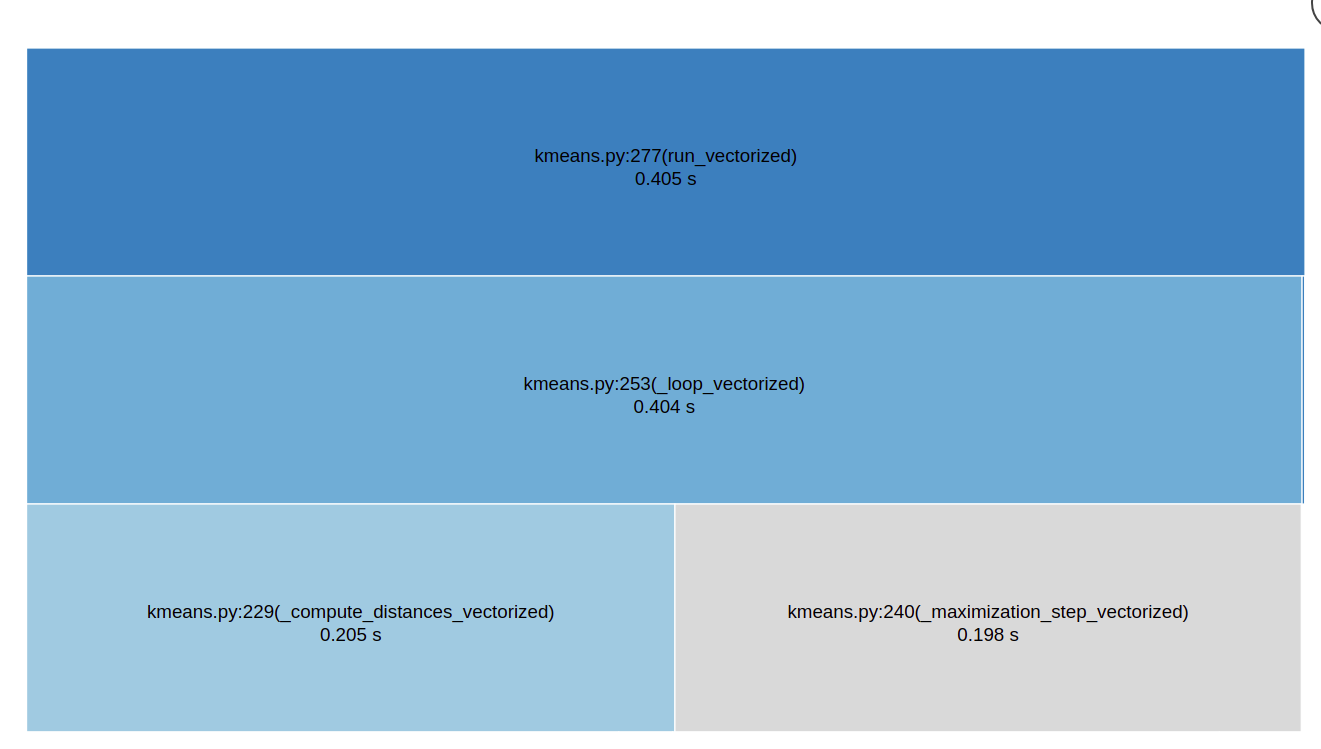 kmeans.py:277(run_vectorized)
0.405 s
kmeans.py:253(_loop_vectorized)
0.404 s
kmeans.py:229(_compute_distances_vectorized)
0.205 s
kmeans.py:240(_maximization_step_vectorized)
0.198 s